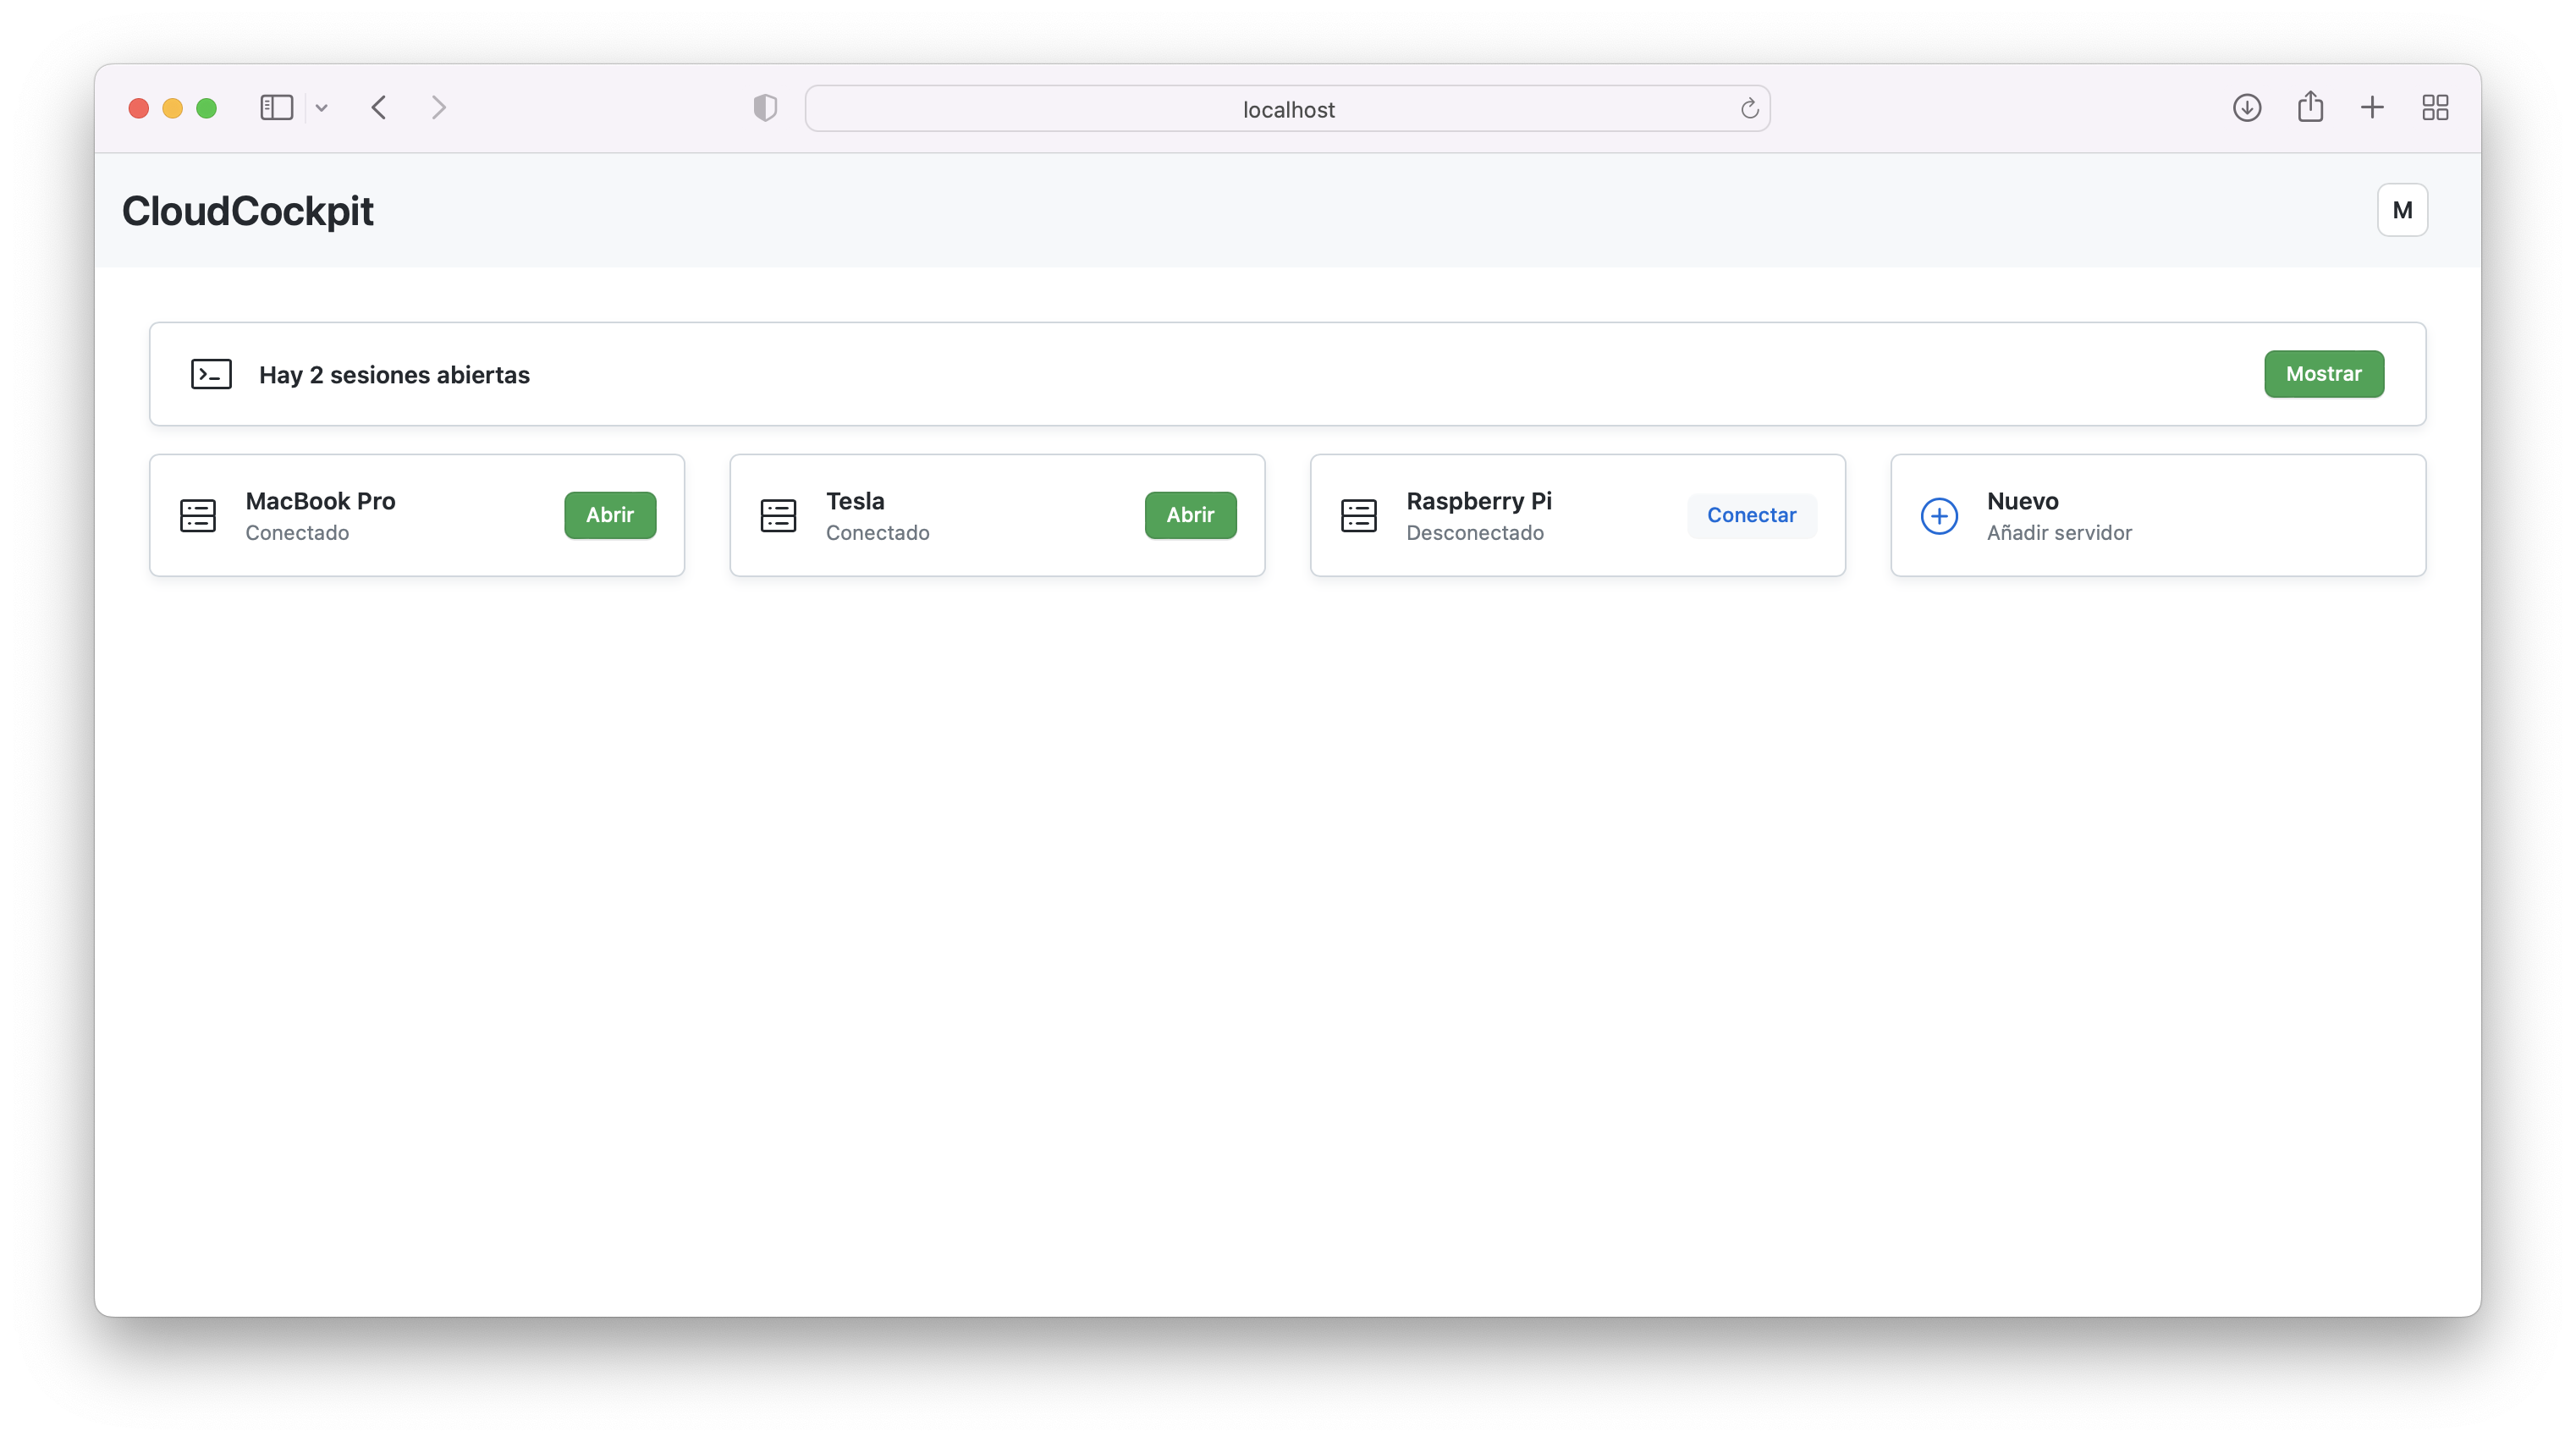 localhost
CloudCockpit
M
Hay 2 sesiones abiertas
Mostrar
MacBook Pro
Conectado
Abrir
Tesla
Conectado
Abrir
Raspberry Pi
Desconectado
Conectar
Nuevo
Añadir servidor